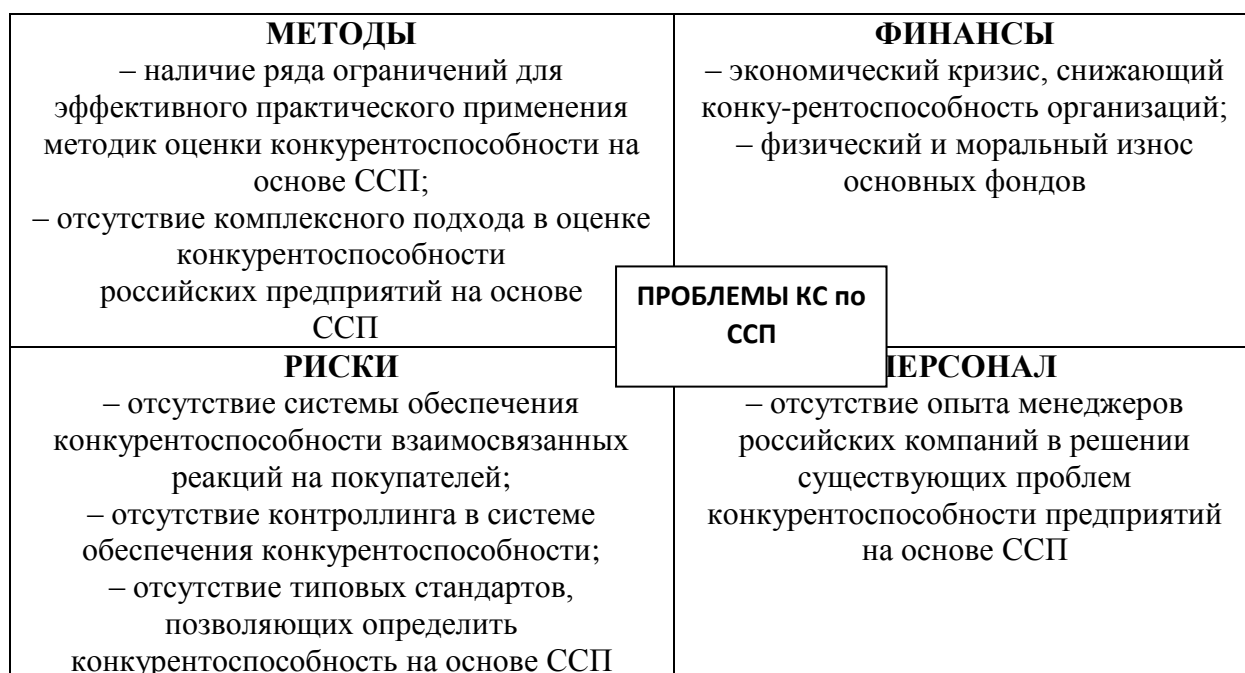 МЕТОДЫ
– наличие ряда ограничений для
эффективного практического применения
методик оценки конкурентоспособности на
основе ССП;
– отсутствие комплексного подхода в оценке
конкурентоспособности
российских предприятий на основе
ССП
ФИНАНСЫ
– экономический кризис, снижающий
конку-рентоспособность организаций;
– физический и моральный износ
основных фондов
ПРОБЛЕМЫ КС по
ССП
РИСКИ
– отсутствие системы обеспечения
конкурентоспособности взаимосвязанных
реакций на покупателей;
– отсутствие контроллинга в системе
обеспечения конкурентоспособности;
– отсутствие типовых стандартов,
позволяющих определить
конкурентоспособность на основе ССП
ПЕРСОНАЛ
– отсутствие опыта менеджеров
российских компаний в решении
существующих проблем
конкурентоспособности предприятий
на основе ССП